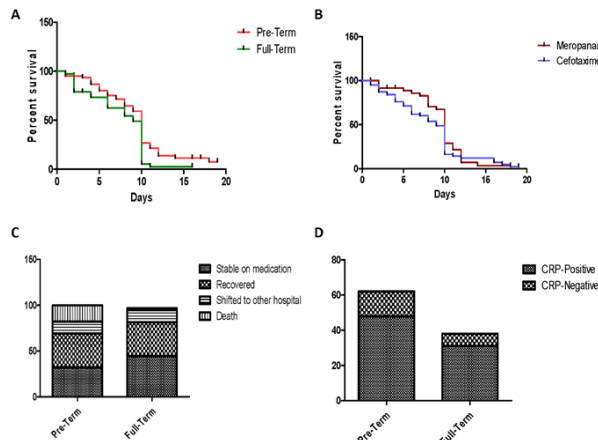 A
150
100
50
0
Percent survival
0 5 10 15 20
Days
Pre-Term
Full-Term
B
150
100
50
0
Percent survival
0 6 10 16 20
Days
Meropanam
Cefotaxime
C
150
100
50
0
Pre-Term
Full-Term
Stable on medication
Recovered
Shifted to other hospital
Death
D
80
60
40
20
0
Pre-Term
Full-Term
CRP-Positive
CRP-Negative